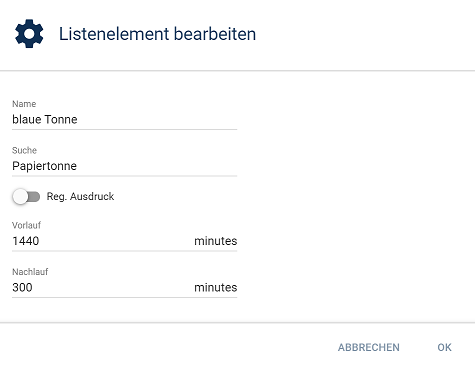 Listenelement bearbeiten
Name
blaue Tonne
Suche
Papiertonne
Reg. Ausdruck
Vorlauf
1440 minutes
Nachlauf
300 minutes
ABBRECHEN OK